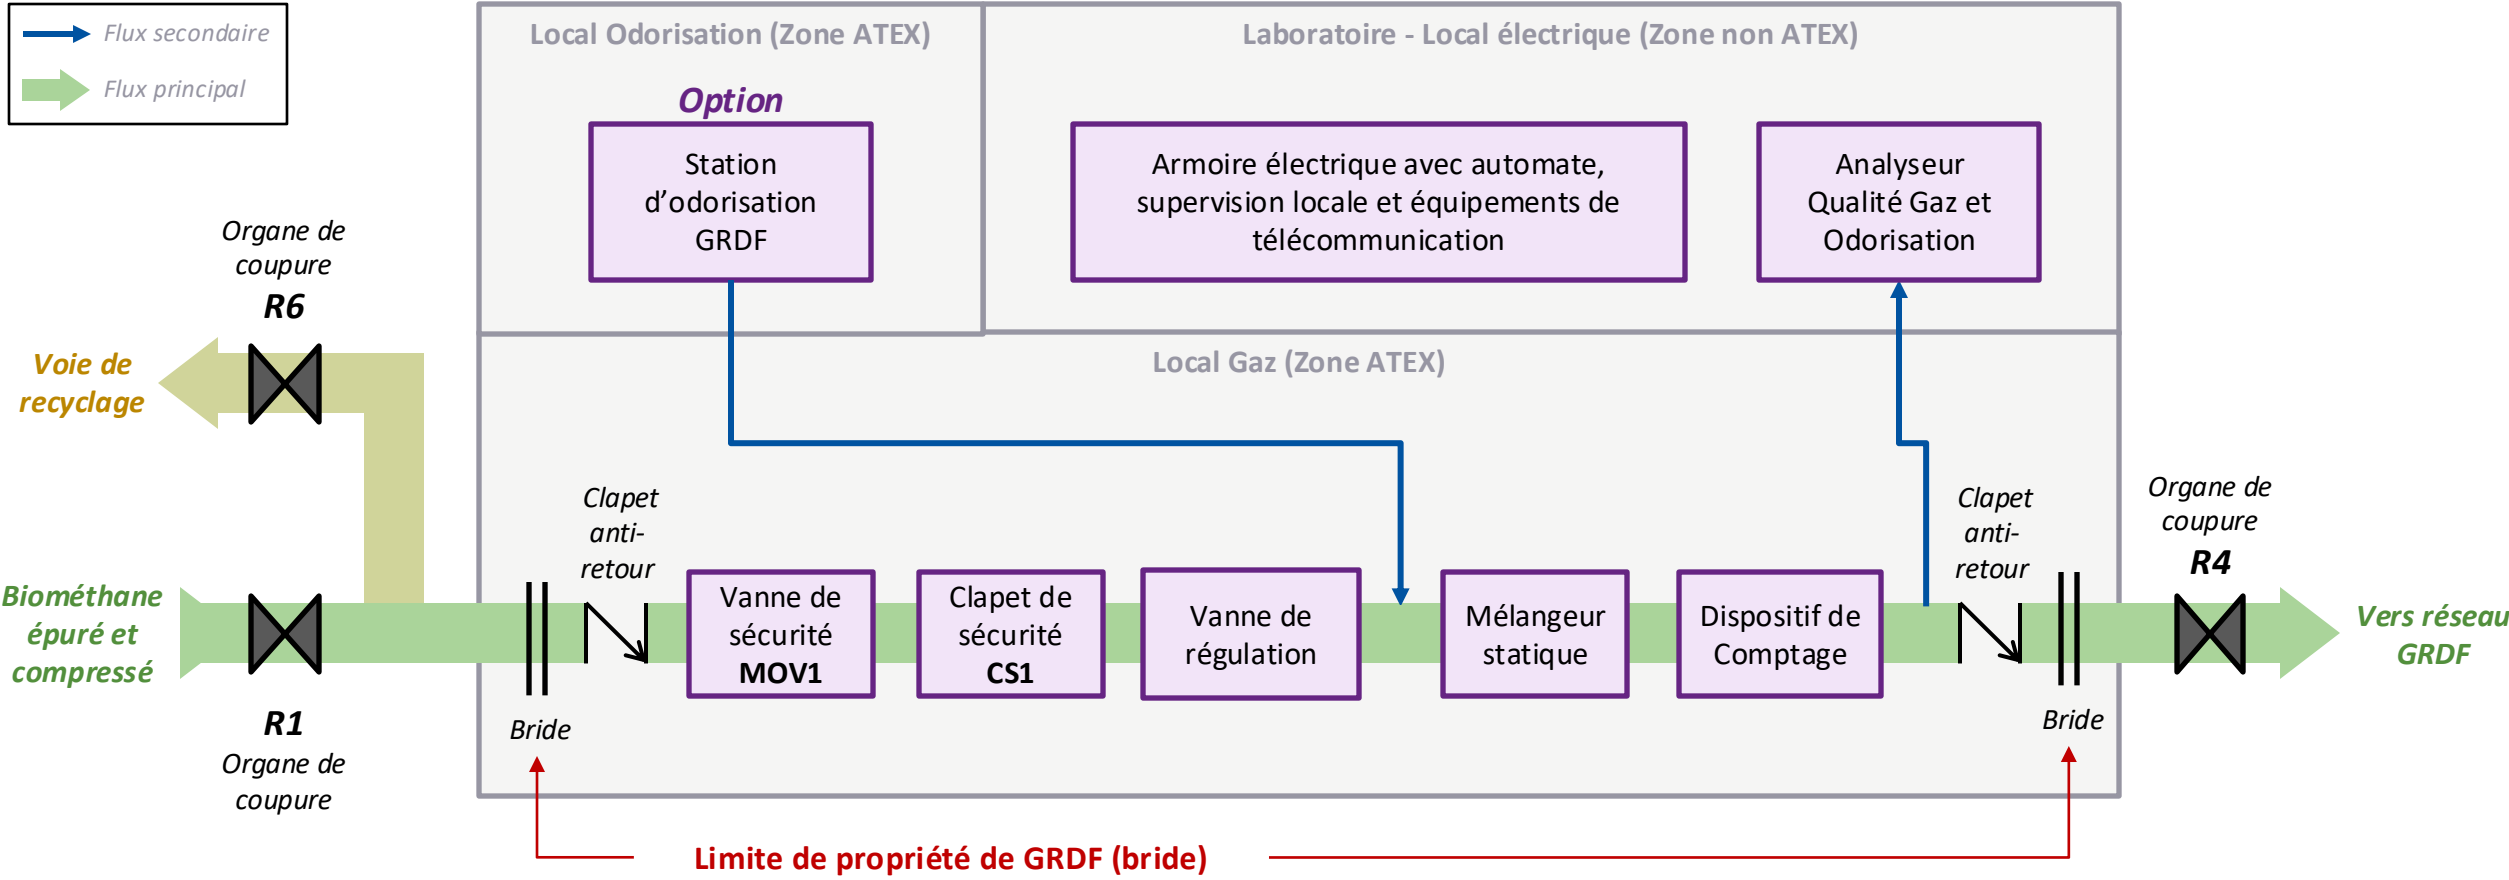 Flux secondaire
Flux principal
Local Odorisation (Zone ATEX)
Laboratoire - Local électrique (Zone non ATEX)
Option
Station
d’odorisation
GRDF
Armoire électrique avec automate,
supervision locale et équipements de
télécommunication
Analyseur
Qualité Gaz et
Odorisation
Organe de
coupure
R6
Voie de
recyclage
Local Gaz (Zone ATEX)
Biométhane
épuré et
compressé
R1
Organe de
coupure
Bride
Clapet
anti-
retour
Vanne de
sécurité
MOV1
Clapet de
sécurité
CS1
Vanne de
régulation
Mélangeur
statique
Dispositif de
Comptage
Clapet
anti-
retour
Bride
Organe de
coupure
R4
Vers réseau
GRDF
Limite de propriété de GRDF (bride)